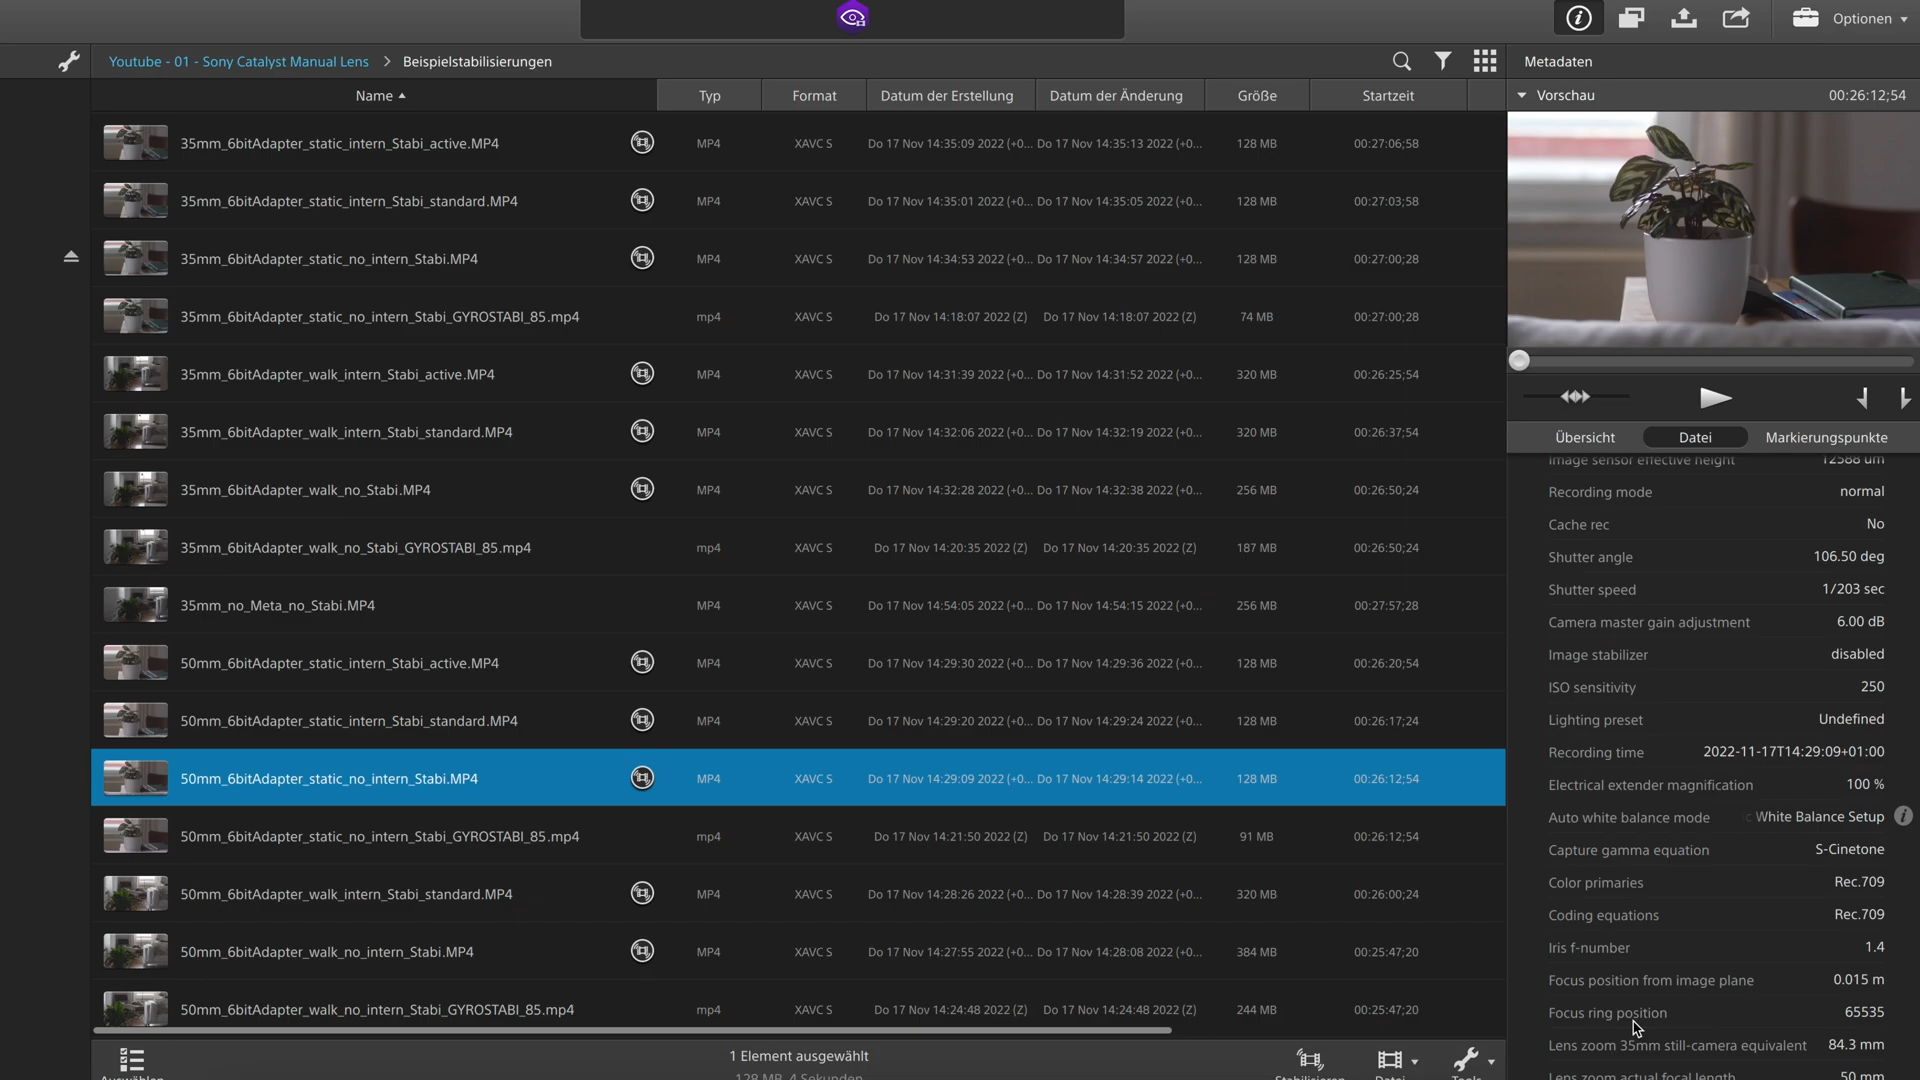 Optionen
Youtube - 01 - Sony Catalyst Manual Lens > Beispielstabilisierungen
Metadaten
Name Typ Format Datum der Erstellung Datum der Änderung Größe Startzeit
Vorschau 00:26:12;54
35mm_6bitAdapter_static_intern_Stabi_active.MP4 MP4 XAVC S Do 17 Nov 14:35:09 2022 (+0... Do 17 Nov 14:35:13 2022 (+0... 128 MB 00:27:06;58
35mm_6bitAdapter_static_intern_Stabi_standard.MP4 MP4 XAVC S Do 17 Nov 14:35:01 2022 (+0... Do 17 Nov 14:35:05 2022 (+0... 128 MB 00:27:03;58
35mm_6bitAdapter_static_no_intern_Stabi.MP4 MP4 XAVC S Do 17 Nov 14:34:53 2022 (+0... Do 17 Nov 14:34:57 2022 (+0... 128 MB 00:27:00;28
35mm_6bitAdapter_static_no_intern_Stabi_GYROSTABI_85.mp4 mp4 XAVC S Do 17 Nov 14:18:07 2022 (Z) Do 17 Nov 14:18:07 2022 (Z) 74 MB 00:27:00;28
35mm_6bitAdapter_walk_intern_Stabi_active.MP4 MP4 XAVC S Do 17 Nov 14:31:39 2022 (+0... Do 17 Nov 14:31:52 2022 (+0... 320 MB 00:26:25;54
35mm_6bitAdapter_walk_intern_Stabi_standard.MP4 MP4 XAVC S Do 17 Nov 14:32:06 2022 (+0... Do 17 Nov 14:32:19 2022 (+0... 320 MB 00:26:37;54
35mm_6bitAdapter_walk_no_Stabi.MP4 MP4 XAVC S Do 17 Nov 14:32:28 2022 (+0... Do 17 Nov 14:32:38 2022 (+0... 256 MB 00:26:50;24
35mm_6bitAdapter_walk_no_Stabi_GYROSTABI_85.mp4 mp4 XAVC S Do 17 Nov 14:20:35 2022 (Z) Do 17 Nov 14:20:35 2022 (Z) 187 MB 00:26:50;24
35mm_no_Meta_no_Stabi.MP4 MP4 XAVC S Do 17 Nov 14:54:05 2022 (+0... Do 17 Nov 14:54:15 2022 (+0... 256 MB 00:27:57;28
50mm_6bitAdapter_static_intern_Stabi_active.MP4 MP4 XAVC S Do 17 Nov 14:29:30 2022 (+0... Do 17 Nov 14:29:36 2022 (+0... 128 MB 00:26:20;54
50mm_6bitAdapter_static_intern_Stabi_standard.MP4 MP4 XAVC S Do 17 Nov 14:29:20 2022 (+0... Do 17 Nov 14:29:24 2022 (+0... 128 MB 00:26:17;24
50mm_6bitAdapter_static_no_intern_Stabi.MP4 MP4 XAVC S Do 17 Nov 14:29:09 2022 (+0... Do 17 Nov 14:29:14 2022 (+0... 128 MB 00:26:12;54
50mm_6bitAdapter_static_no_intern_Stabi_GYROSTABI_85.mp4 mp4 XAVC S Do 17 Nov 14:21:50 2022 (Z) Do 17 Nov 14:21:50 2022 (Z) 91 MB 00:26:12;54
50mm_6bitAdapter_walk_intern_Stabi_standard.MP4 MP4 XAVC S Do 17 Nov 14:28:26 2022 (+0... Do 17 Nov 14:28:39 2022 (+0... 320 MB 00:26:00;24
50mm_6bitAdapter_walk_no_intern_Stabi.MP4 MP4 XAVC S Do 17 Nov 14:27:55 2022 (+0... Do 17 Nov 14:28:08 2022 (+0... 384 MB 00:25:47;20
50mm_6bitAdapter_walk_no_intern_Stabi_GYROSTABI_85.mp4 mp4 XAVC S Do 17 Nov 14:24:48 2022 (Z) Do 17 Nov 14:24:48 2022 (Z) 244 MB 00:25:47;20
Übersicht Datei Markierungspunkte
Image sensor effective height 12588 um
Recording mode normal
Cache rec No
Shutter angle 106.50 deg
Shutter speed 1/203 sec
Camera master gain adjustment 6.00 dB
Image stabilizer disabled
ISO sensitivity 250
Lighting preset Undefined
Recording time 2022-11-17T14:29:09+01:00
Electrical extender magnification 100 %
Auto white balance mode White Balance Setup
Capture gamma equation S-Cinetone
Color primaries Rec.709
Coding equations Rec.709
Iris f-number 1.4
Focus position from image plane 0.015 m
Focus ring position 65535
Lens zoom 35mm still-camera equivalent 84.3 mm
Lens zoom actual focal length 50 mm
1 Element ausgewählt
128 MB, 4 Sekunden
Auswählen Stabilisieren Datei Tools